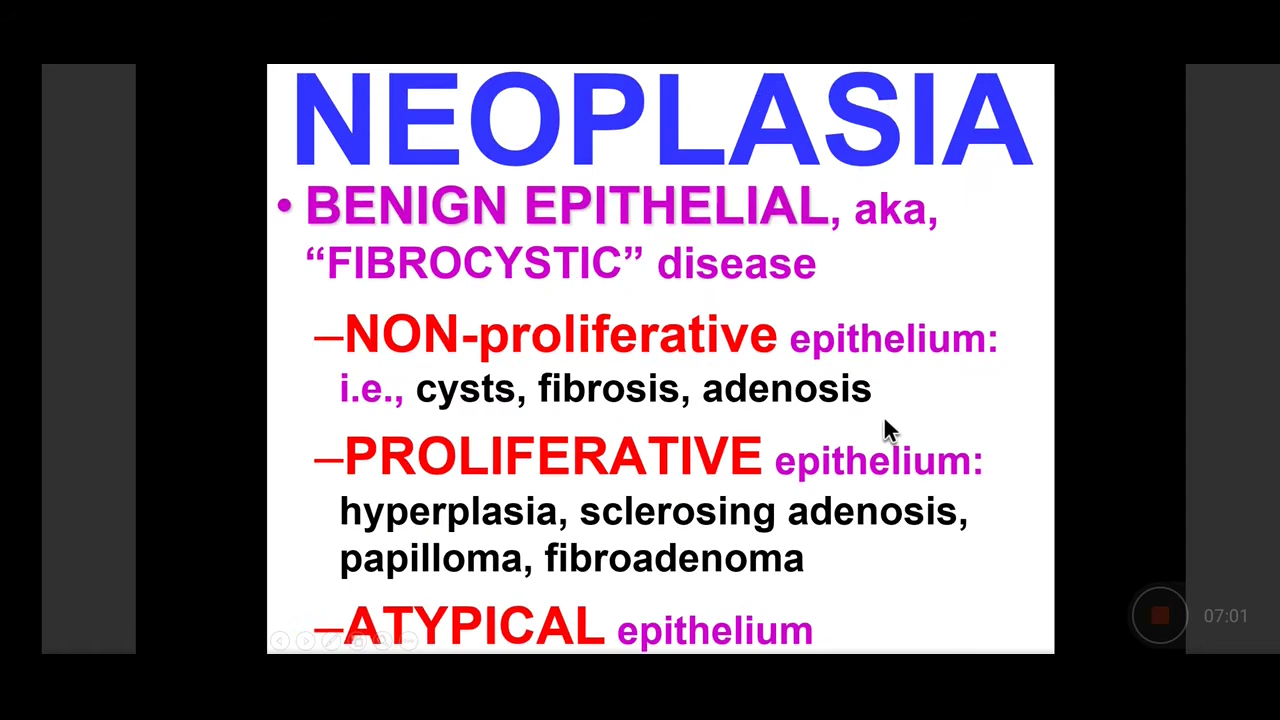 NEOPLASIA
• BENIGN EPITHELIAL, aka,
“FIBROCYSTIC” disease
–NON-proliferative epithelium:
i.e., cysts, fibrosis, adenosis
–PROLIFERATIVE epithelium:
hyperplasia, sclerosing adenosis,
papilloma, fibroadenoma
–ATYPICAL epithelium
07:01